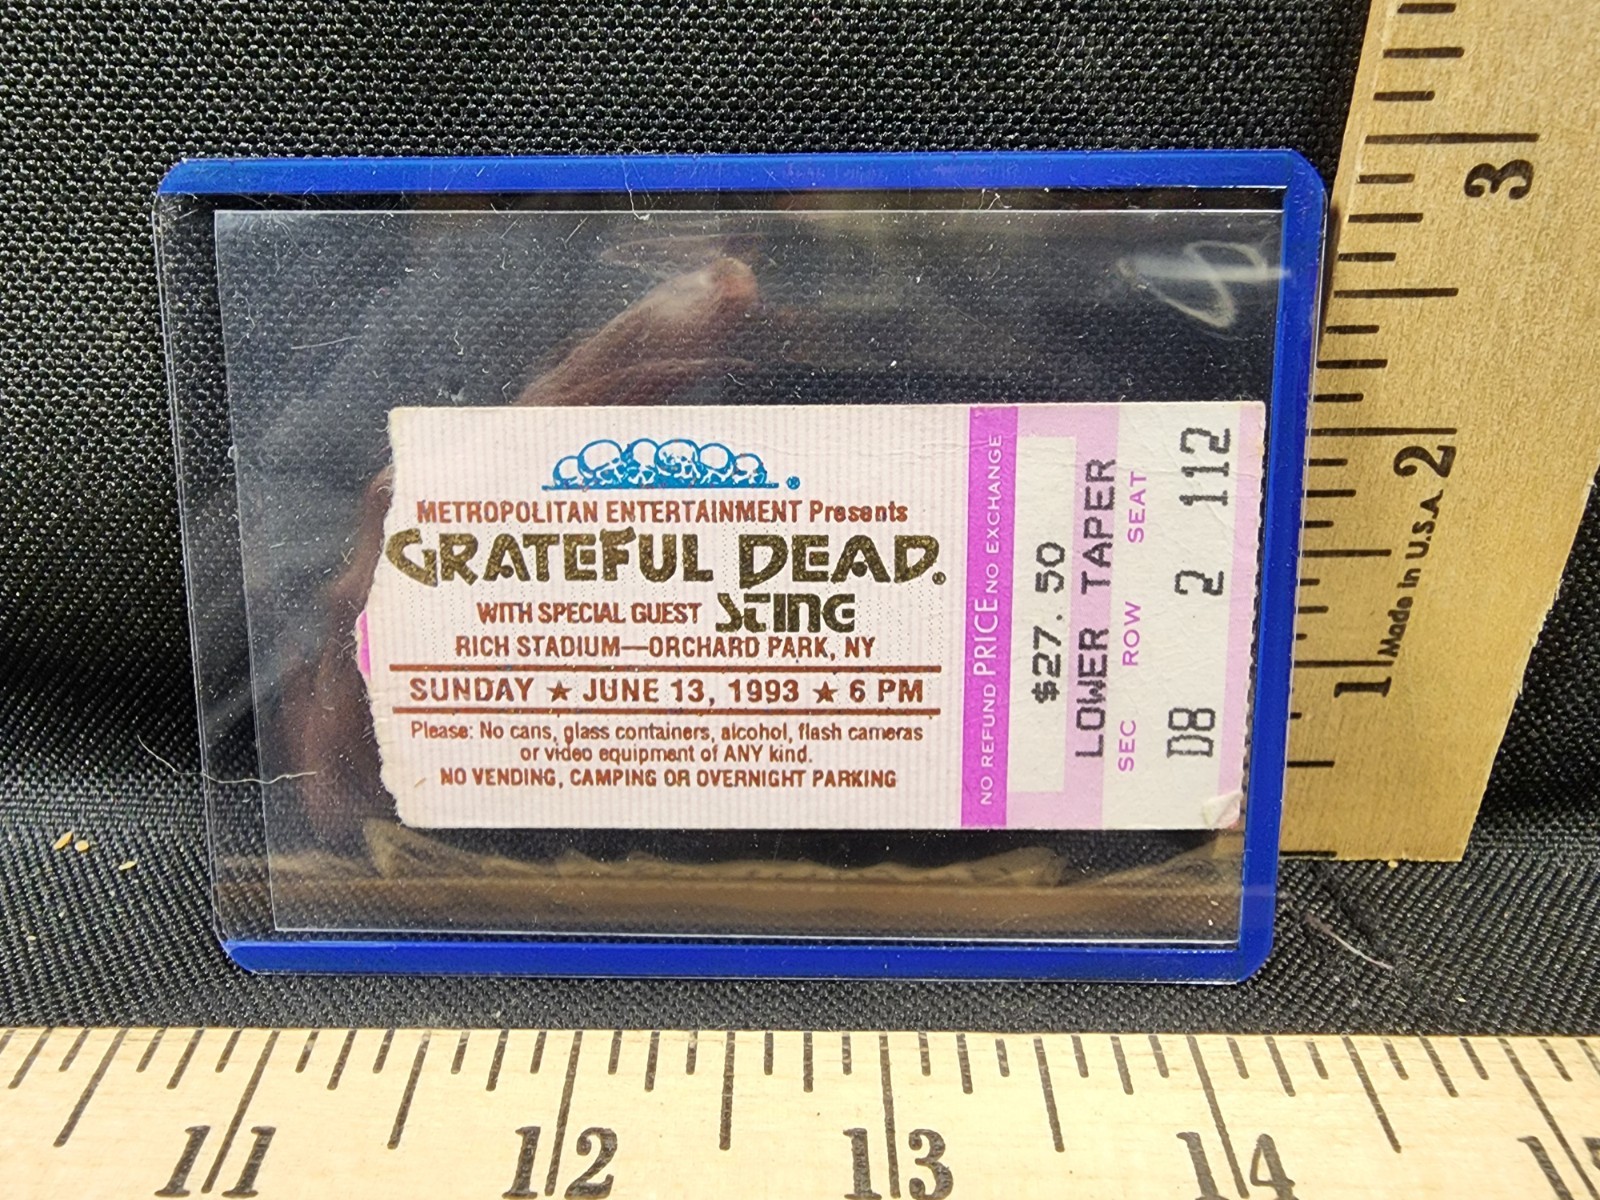 METROPOLITAN ENTERTAINMENT Presents
GRATEFUL DEAD®
WITH SPECIAL GUEST STING
RICH STADIUM—ORCHARD PARK, NY
SUNDAY ★ JUNE 13, 1993 ★ 6 PM
Please: No cans, glass containers, alcohol, flash cameras
or video equipment of ANY kind.
NO VENDING, CAMPING OR OVERNIGHT PARKING
NO REFUND PRICE NO EXCHANGE
$27.50
LOWER TAPER
SEC ROW SEAT
D8 2 112
3
2
1
Made in U.S.A.
11 12 13 14